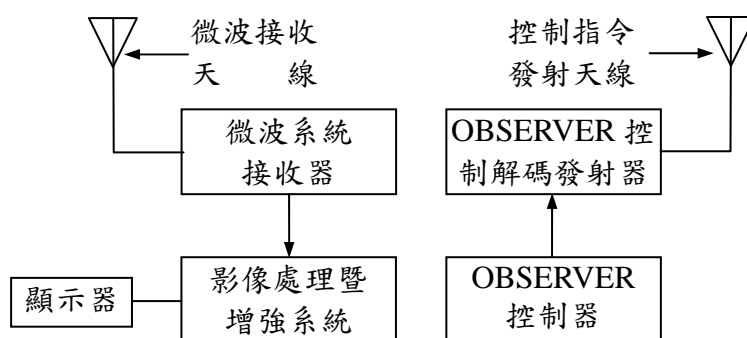 微波接收
天　　線
控制指令
發射天線
微波系統
接收器
OBSERVER 控
制解碼發射器
顯示器
影像處理暨
增強系統
OBSERVER
控制器